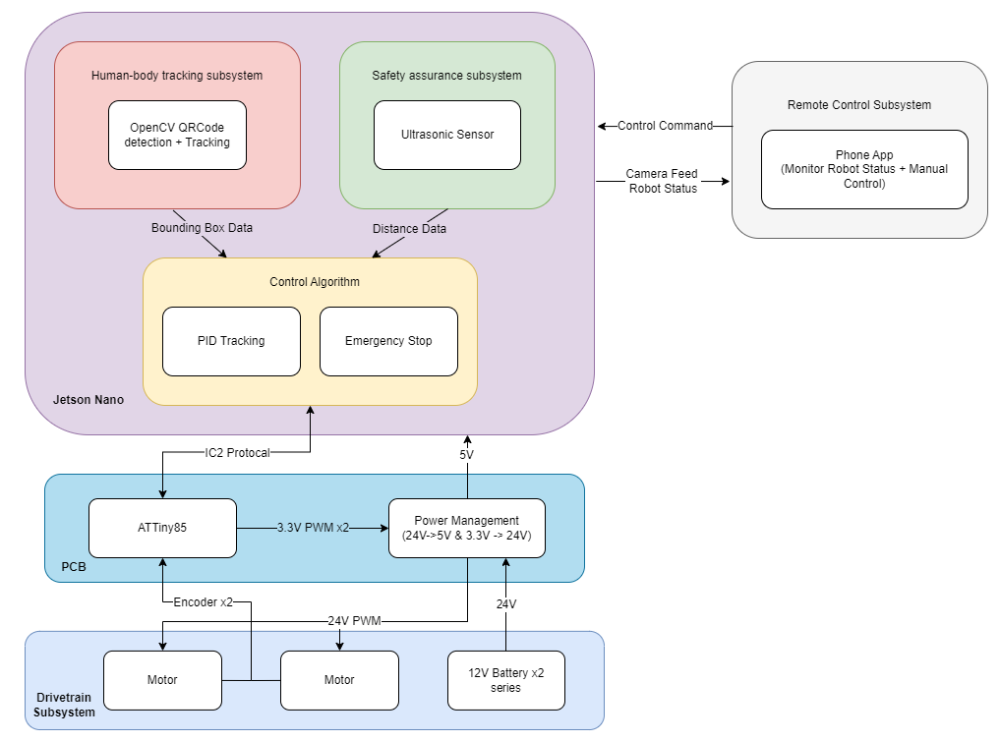 Human-body tracking subsystem
OpenCV QRCode
detection + Tracking
Safety assurance subsystem
Ultrasonic Sensor
Remote Control Subsystem
Phone App
(Monitor Robot Status + Manual
Control)
Control Command
Camera Feed
Robot Status
Bounding Box Data
Distance Data
Control Algorithm
PID Tracking
Emergency Stop
Jetson Nano
IC2 Protocal
5V
ATTiny85
3.3V PWM x2
Power Management
(24V->5V & 3.3V -> 24V)
PCB
Encoder x2
24V PWM
24V
Motor
Motor
12V Battery x2
series
Drivetrain
Subsystem